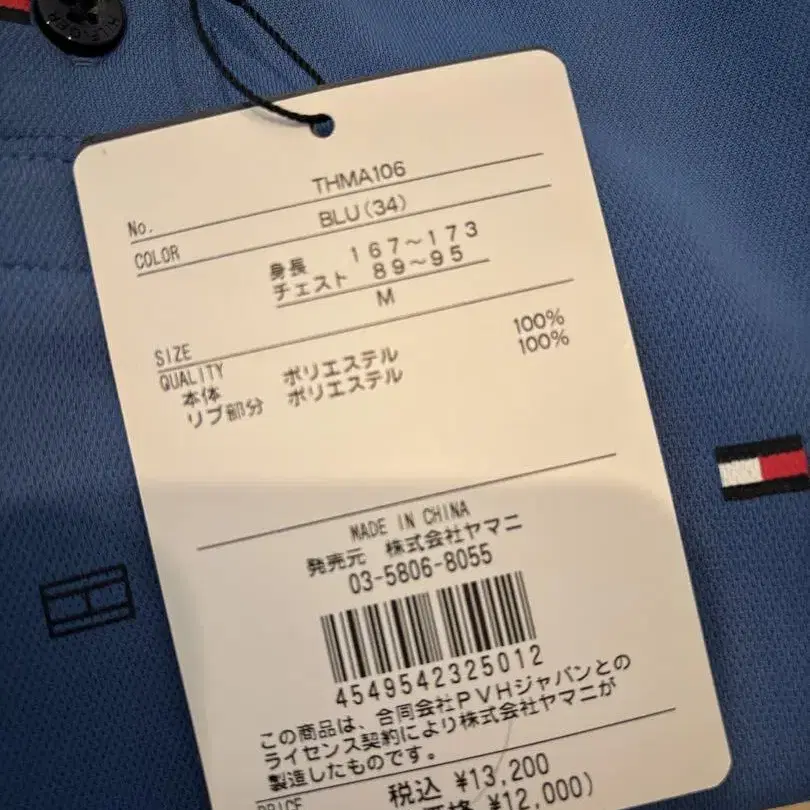 HILFIGER
No. THMA106
COLOR BLU(34)
身長 167~173
チェスト 89~95
SIZE M
QUALITY
本体 ポリエステル 100%
リブ部分 ポリエステル 100%
MADE IN CHINA
発売元 株式会社ヤマニ
03-5806-8055
4549542325012
この商品は、合同会社PVHジャパンとの
ライセンス契約により株式会社ヤマニが
製造したものです。
PRICE 税込 ¥13,200
価格 ¥12,000)